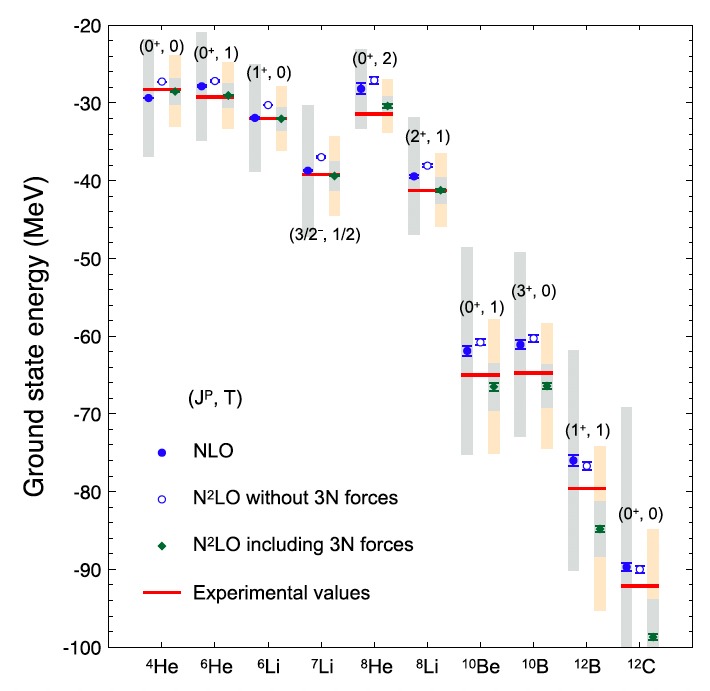 -20
-30
-40
-50
-60
-70
-80
-90
-100
Ground state energy (MeV)
(0⁺, 0)
(0⁺, 1)
(1⁺, 0)
(3/2⁻, 1/2)
(0⁺, 2)
(2⁺, 1)
(0⁺, 1)
(3⁺, 0)
(1⁺, 1)
(0⁺, 0)
(Jᴾ, T)
NLO
N²LO without 3N forces
N²LO including 3N forces
Experimental values
⁴He ⁶He ⁶Li ⁷Li ⁸He ⁸Li ¹⁰Be ¹⁰B ¹²B ¹²C